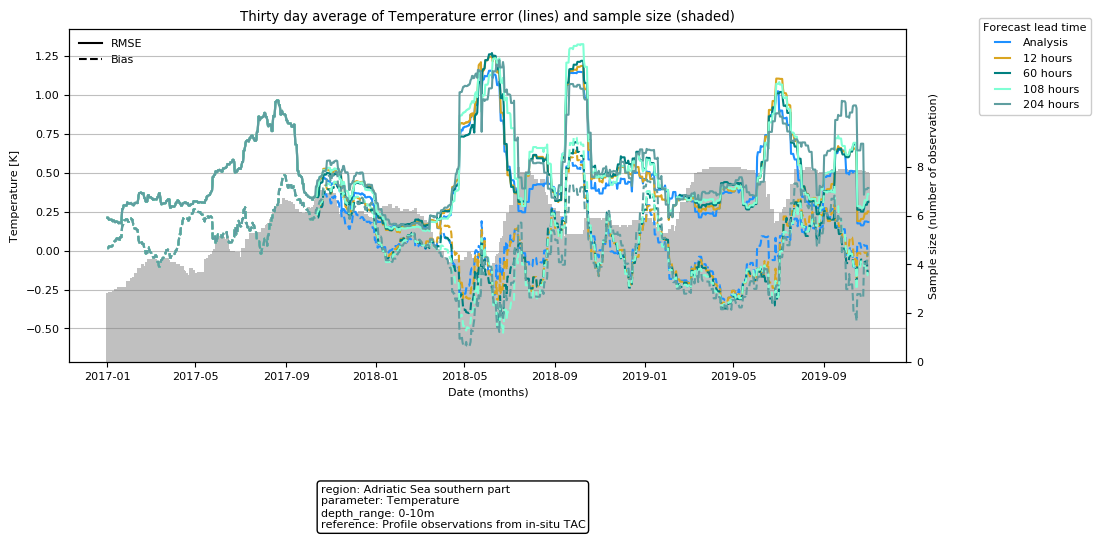 Thirty day average of Temperature error (lines) and sample size (shaded)
Forecast lead time
Analysis
12 hours
60 hours
108 hours
204 hours
RMSE
Bias
Temperature [K]
1.25
1.00
0.75
0.50
0.25
0.00
−0.25
−0.50
Sample size (number of observation)
8
6
4
2
0
2017-01
2017-05
2017-09
2018-01
2018-05
2018-09
2019-01
2019-05
2019-09
Date (months)
region: Adriatic Sea southern part
parameter: Temperature
depth_range: 0-10m
reference: Profile observations from in-situ TAC